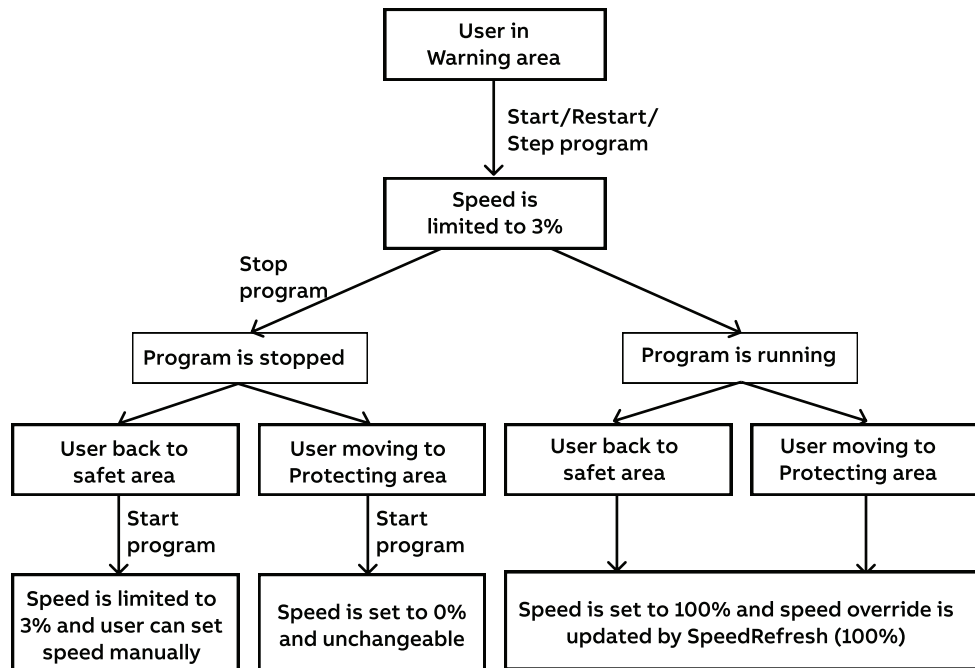 User in
Warning area
Start/Restart/
Step program
Speed is
limited to 3%
Stop
program
Program is stopped
Program is running
User back to
safet area
User moving to
Protecting area
User back to
safet area
User moving to
Protecting area
Start
program
Start
program
Speed is limited to
3% and user can set
speed manually
Speed is set to 0%
and unchangeable
Speed is set to 100% and speed override is
updated by SpeedRefresh (100%)